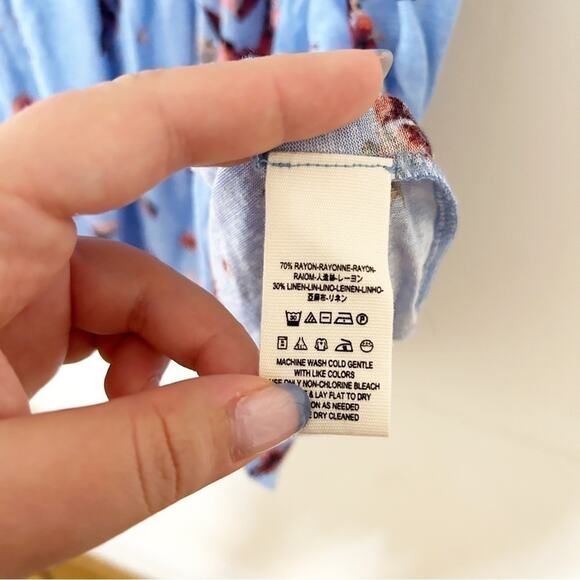 70% RAYON-RAYONNE-RAYON-
RAIOM-人造絲-レーヨン
30% LINEN-LIN-LINO-LEINEN-LINHO-
亞麻布-リネン
MACHINE WASH COLD GENTLE
WITH LIKE COLORS
USE ONLY NON-CHLORINE BLEACH
& LAY FLAT TO DRY
ON AS NEEDED
DRY CLEANED